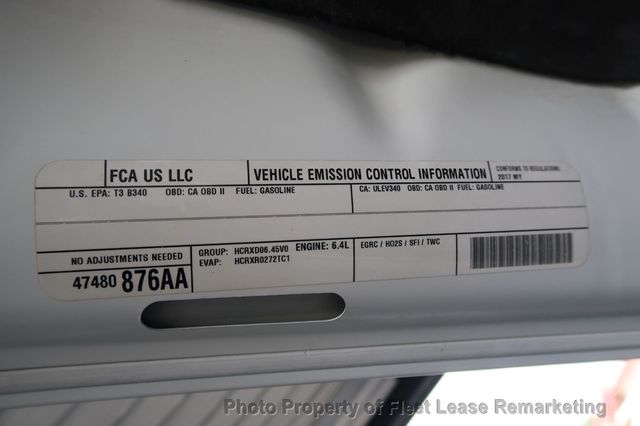 FCA US LLC
VEHICLE EMISSION CONTROL INFORMATION
CONFORMS TO REGULATIONS:
2017 MY
U.S. EPA: T3 B340 OBD: CA OBD II FUEL: GASOLINE
CA: ULEV340 OBD: CA OBD II FUEL: GASOLINE
NO ADJUSTMENTS NEEDED
47480 876AA
GROUP: HCRXD06.45V0 ENGINE: 6.4L
EVAP: HCRXR0272TC1
EGRC / HO2S / SFI / TWC
Photo Property of Fleet Lease Remarketing